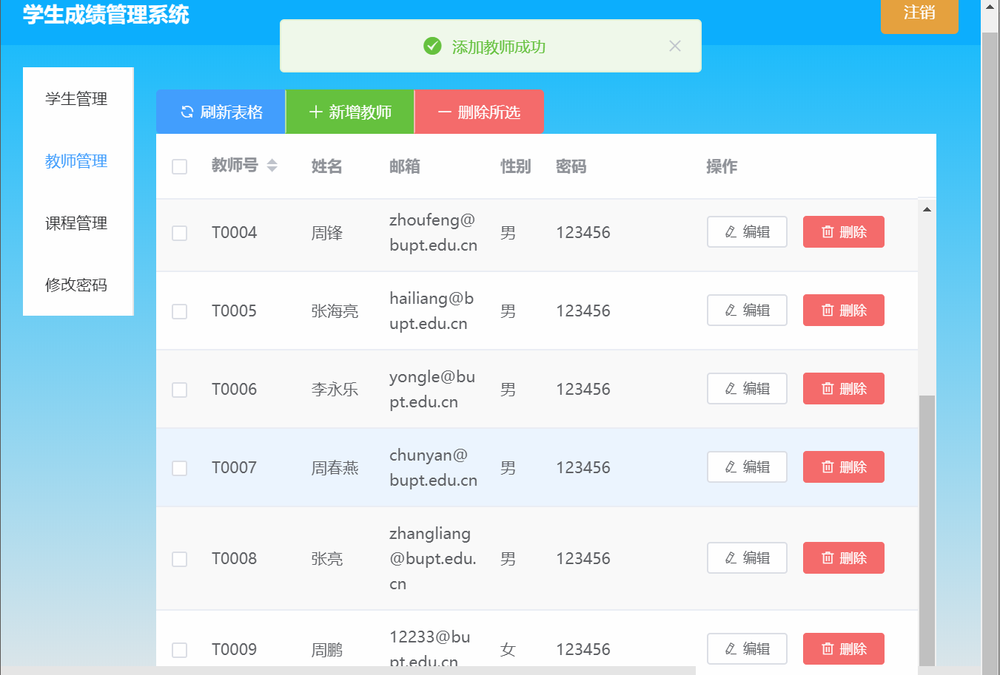 学生成绩管理系统
注销
添加教师成功
学生管理
教师管理
课程管理
修改密码
刷新表格 新增教师 删除所选
教师号 姓名 邮箱 性别 密码 操作
T0004 周锋 zhoufeng@
bupt.edu.cn 男 123456 编辑 删除
T0005 张海亮 hailiang@b
upt.edu.cn 男 123456 编辑 删除
T0006 李永乐 yongle@bu
pt.edu.cn 男 123456 编辑 删除
T0007 周春燕 chunyan@
bupt.edu.cn 男 123456 编辑 删除
T0008 张亮 zhangliang
@bupt.edu.
cn 男 123456 编辑 删除
T0009 周鹏 12233@bu
pt.edu.cn 女 123456 编辑 删除